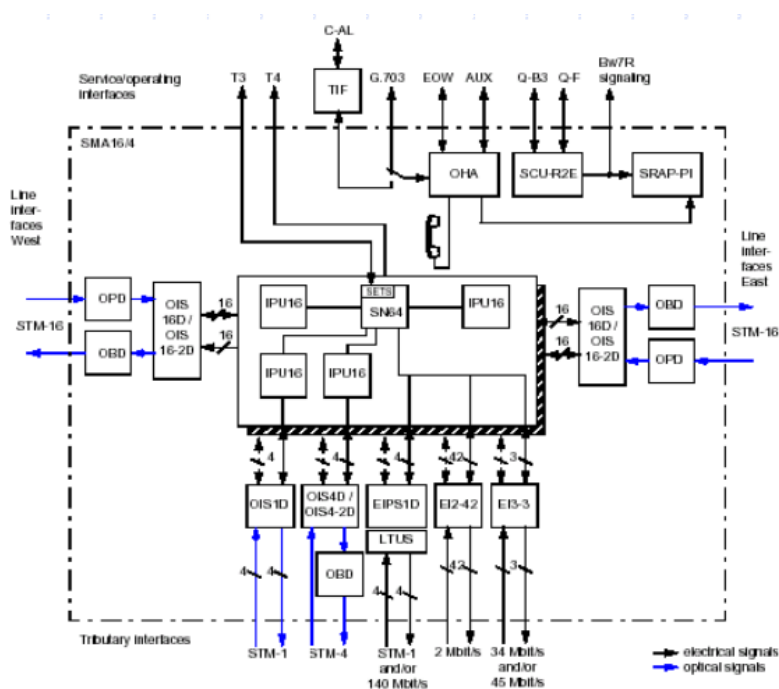 C-AL
Service/operating
interfaces
T3
T4
TIF
G.703
EOW
AUX
Q-B3
Q-F
Bw7R
signaling
SMA16/4
OHA
SCU-R2E
SRAP-PI
Line
inter-
faces
West
Line
inter-
faces
East
OPD
OIS
16D /
OIS
16-2D
16
16
OBD
STM-16
IPU16
SETS
SN64
IPU16
IPU16
IPU16
16
16
OIS
16D /
OIS
16-2D
OBD
OPD
STM-16
4
4
4
42
3
OIS1D
OIS4D /
OIS4-2D
EIPS1D
EI2-42
EI3-3
LTUS
OBD
4
4
4
4
42
3
Tributary interfaces
STM-1
STM-4
STM-1
and/or
140 Mbit/s
2 Mbit/s
34 Mbit/s
and/or
45 Mbit/s
electrical signals
optical signals